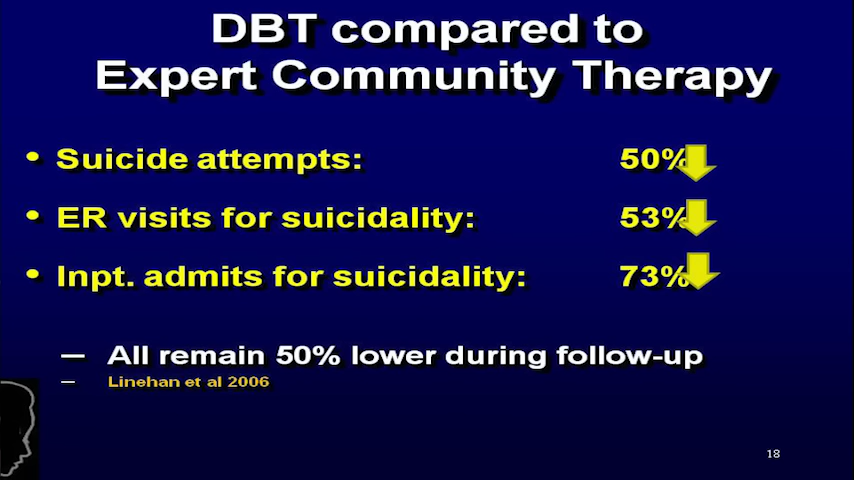 DBT compared to
Expert Community Therapy
• Suicide attempts: 50%
• ER visits for suicidality: 53%
• Inpt. admits for suicidality: 73%
– All remain 50% lower during follow-up
– Linehan et al 2006
18